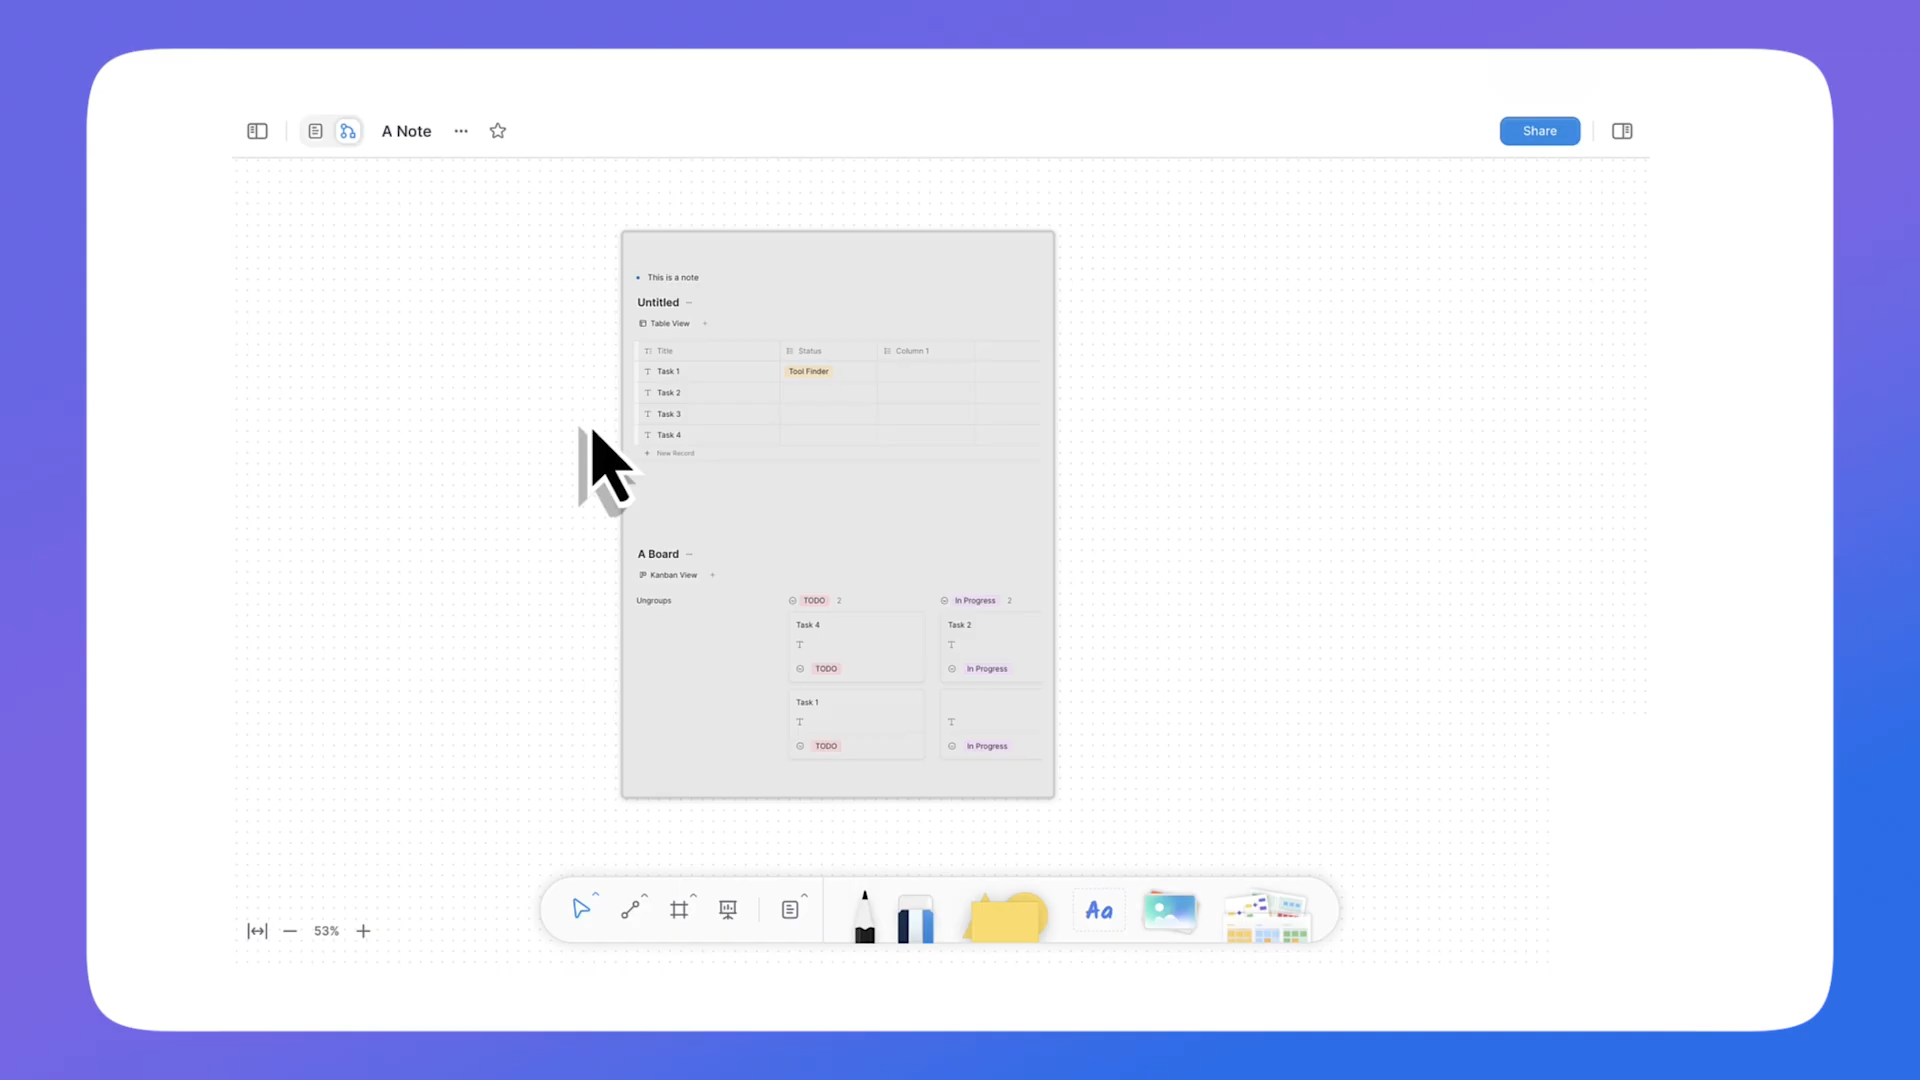 A Note
Share
This is a note
Untitled
Table View
Title Status Column 1
Task 1 Tool Finder
Task 2
Task 3
Task 4
New Record
A Board
Kanban View
Ungroups TODO 2 In Progress 2
Task 4 Task 2
TODO In Progress
Task 1
TODO In Progress
Aa
53%